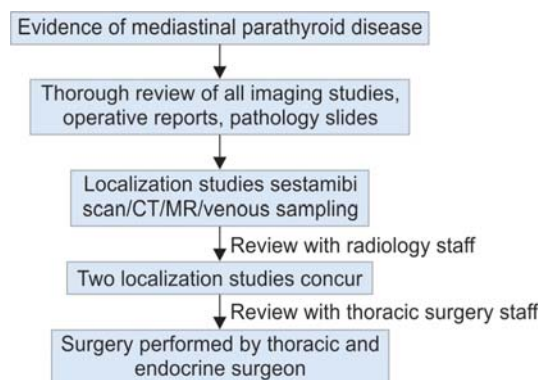 Evidence of mediastinal parathyroid disease
Thorough review of all imaging studies,
operative reports, pathology slides
Localization studies sestamibi
scan/CT/MR/venous sampling
Review with radiology staff
Two localization studies concur
Review with thoracic surgery staff
Surgery performed by thoracic and
endocrine surgeon